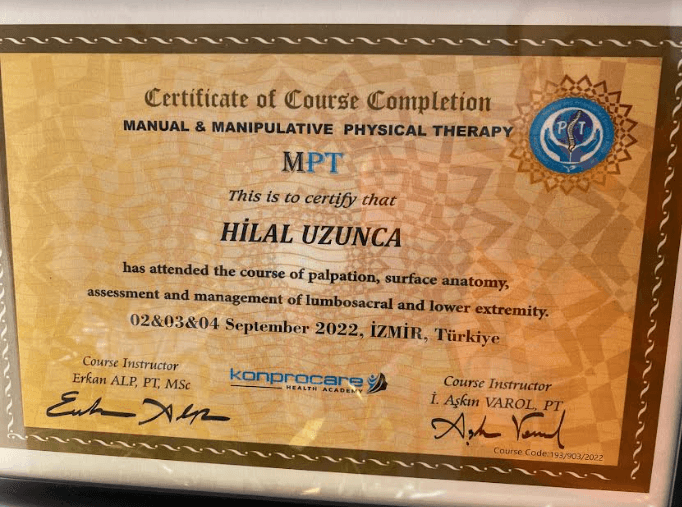 Certificate of Course Completion
MANUAL & MANIPULATIVE PHYSICAL THERAPY
MPT
PST
This is to certify that
HİLAL UZUNCA
has attended the course of palpation, surface anatomy,
assessment and management of lumbosacral and lower extremity.
02&03&04 September 2022, İZMİR, Türkiye
Course Instructor
Erkan ALP, PT, MSc
konprocare
HEALTH ACADEMY
Course Instructor
İ. Aşkın VAROL, PT
Course Code:193/903/2022